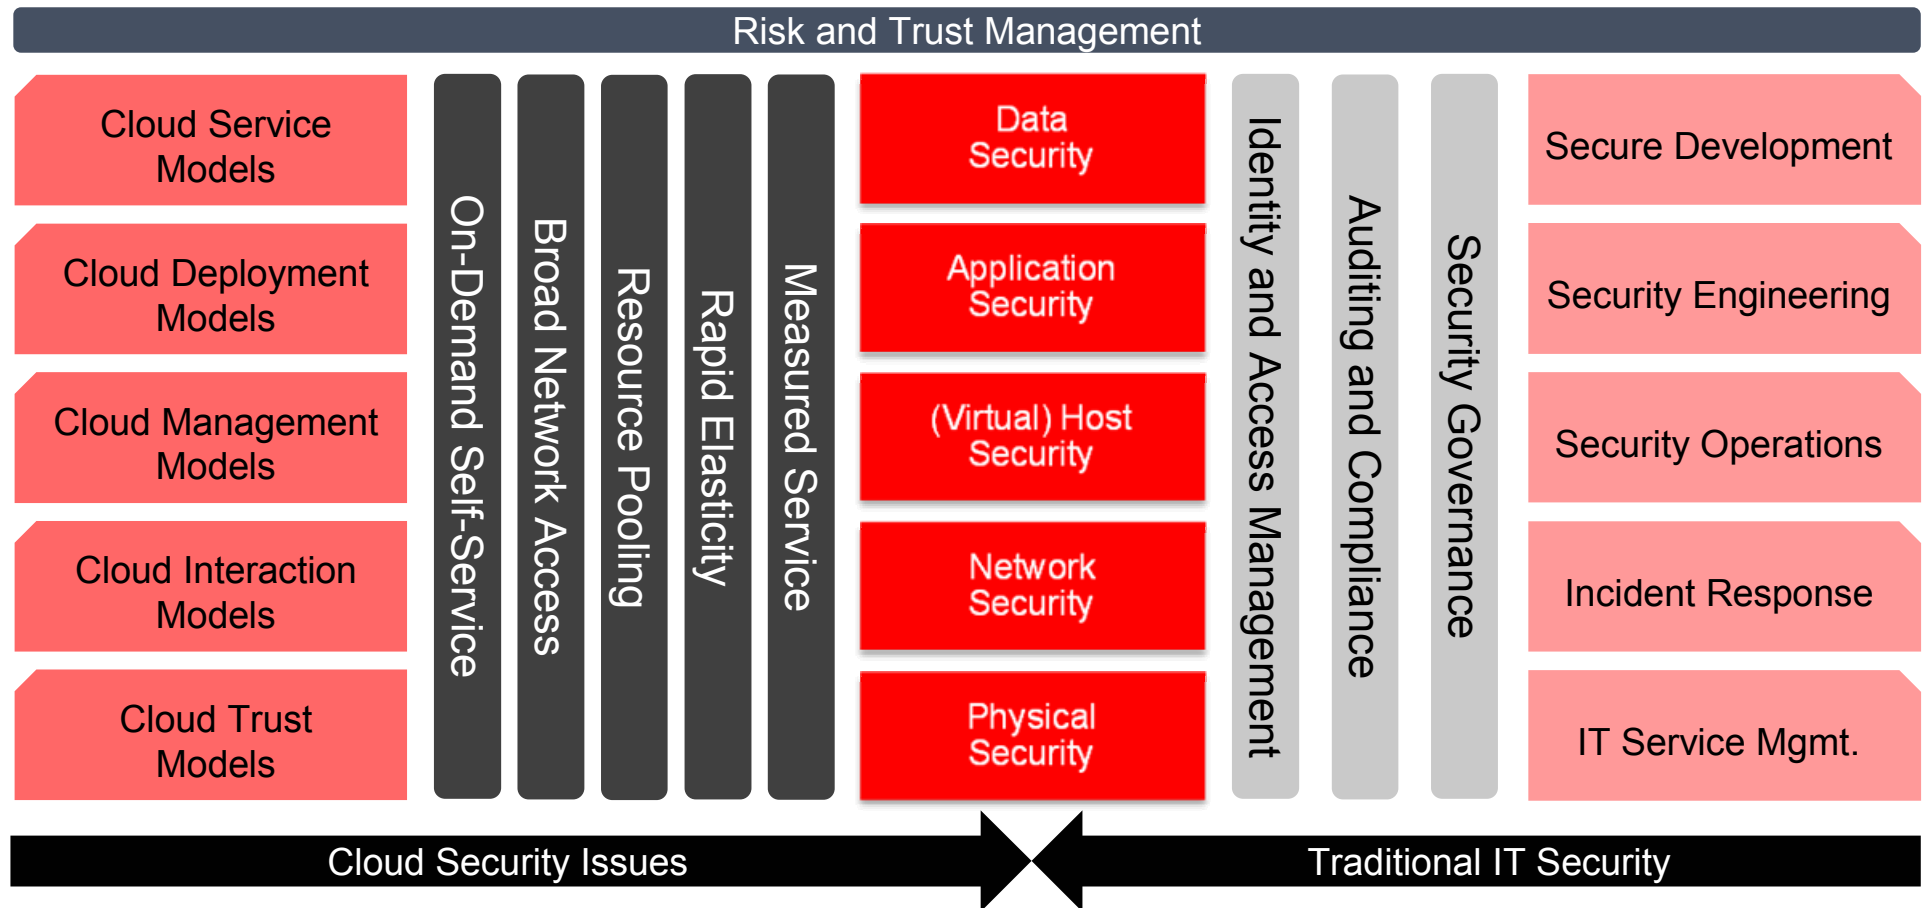 Risk and Trust Management
Cloud Service
Models
Cloud Deployment
Models
Cloud Management
Models
Cloud Interaction
Models
Cloud Trust
Models
On-Demand Self-Service
Broad Network Access
Resource Pooling
Rapid Elasticity
Measured Service
Data
Security
Application
Security
(Virtual) Host
Security
Network
Security
Physical
Security
Identity and Access Management
Auditing and Compliance
Security Governance
Secure Development
Security Engineering
Security Operations
Incident Response
IT Service Mgmt.
Cloud Security Issues
Traditional IT Security